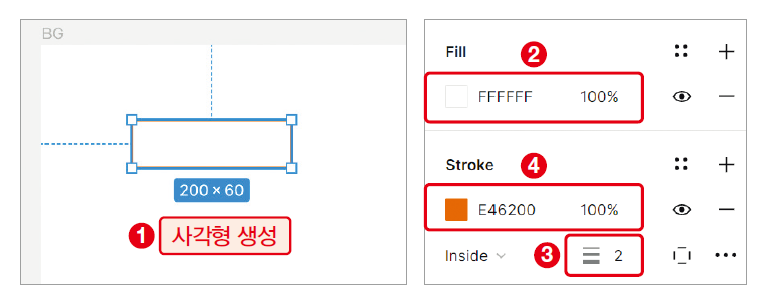 BG
200 × 60
1 사각형 생성
Fill
2
FFFFFF 100%
Stroke
4
E46200 100%
Inside
3
2